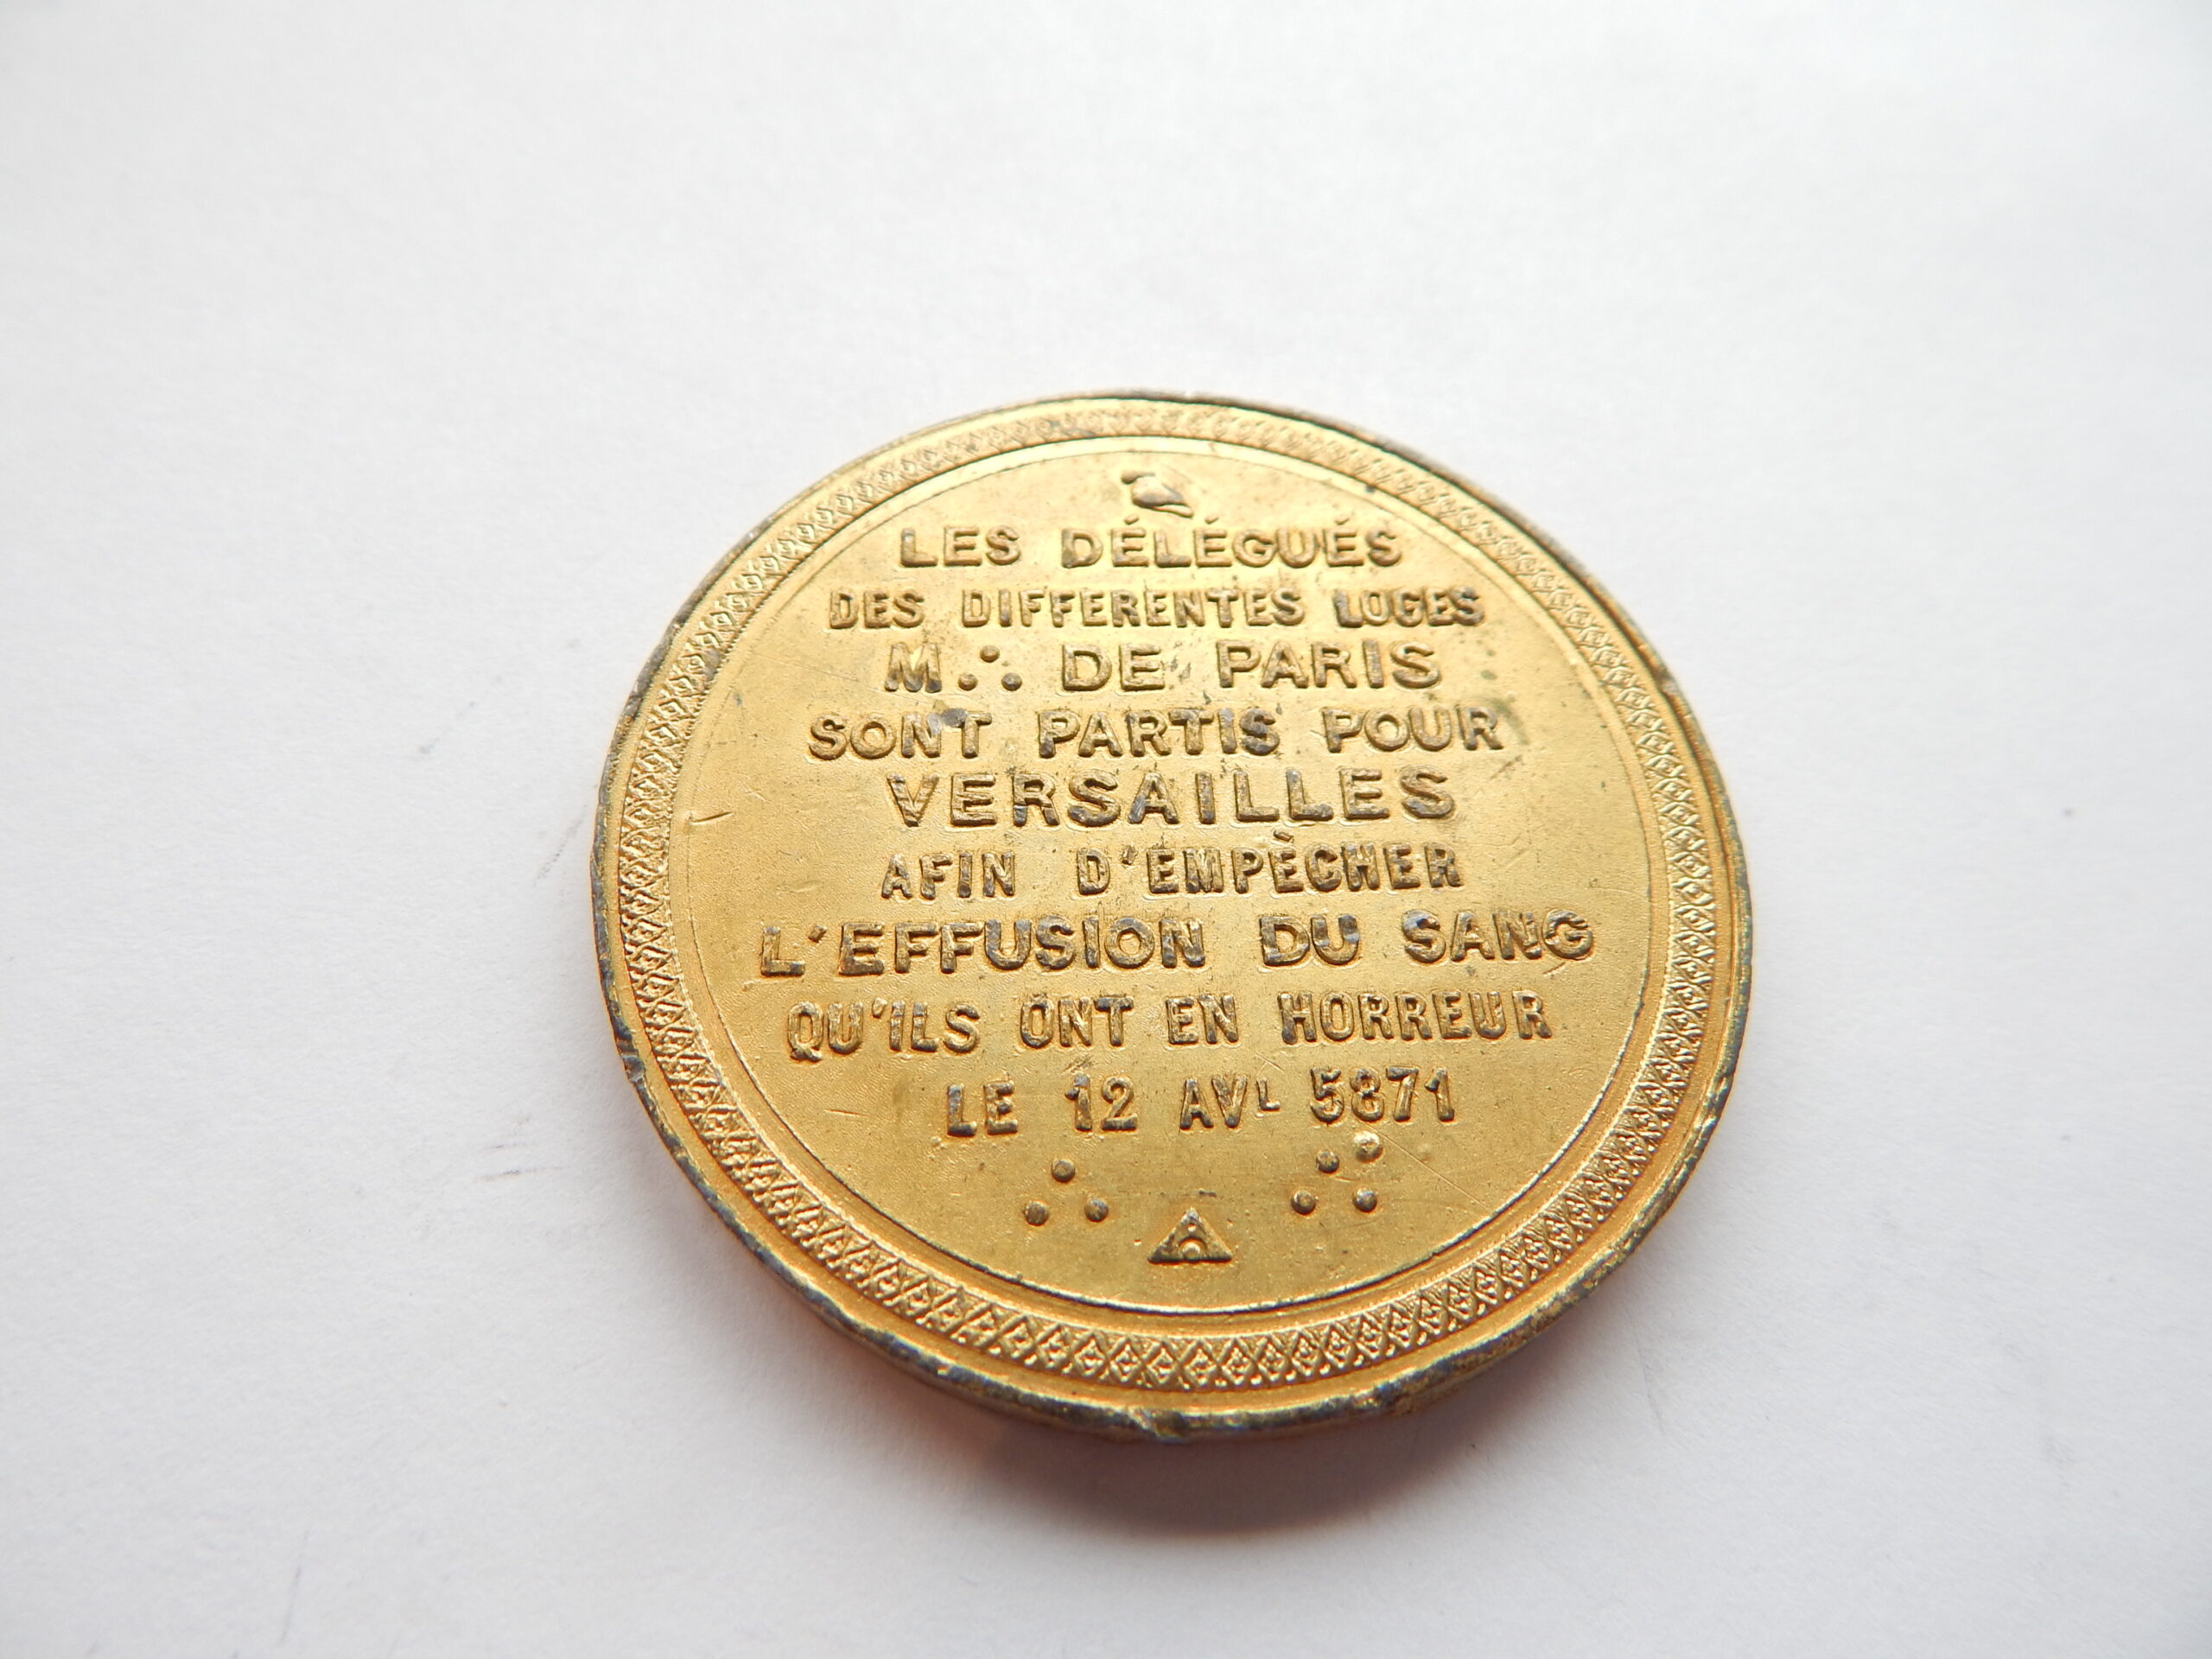 LES DÉLÉGUÉS
DES DIFFERENTES LOGES
M∴ DE PARIS
SONT PARTIS POUR
VERSAILLES
AFIN D'EMPÈCHER
L'EFFUSION DU SANG
QU'ILS ONT EN HORREUR
LE 12 AVL 5871